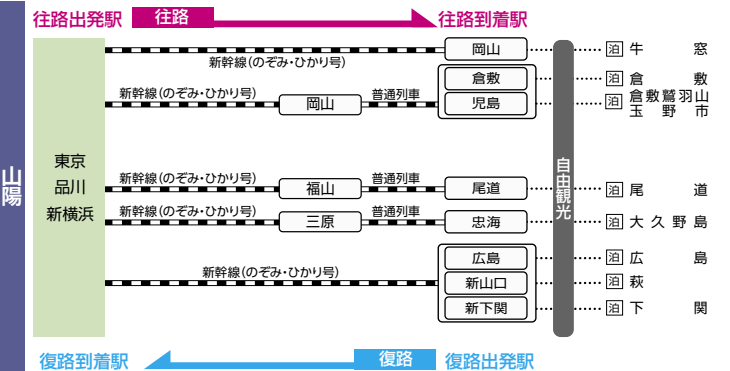 往路出発駅 往路 往路到着駅
山陽
東京
品川
新横浜
新幹線(のぞみ・ひかり号) 岡山 泊 牛窓
倉敷 泊 倉敷
新幹線(のぞみ・ひかり号) 岡山 普通列車 児島 泊 倉敷鷲羽山
玉野市
自由観光
新幹線(のぞみ・ひかり号) 福山 普通列車 尾道 泊 尾道
新幹線(のぞみ・ひかり号) 三原 普通列車 忠海 泊 大久野島
広島 泊 広島
新幹線(のぞみ・ひかり号) 新山口 泊 萩
新下関 泊 下関
復路到着駅 復路 復路出発駅